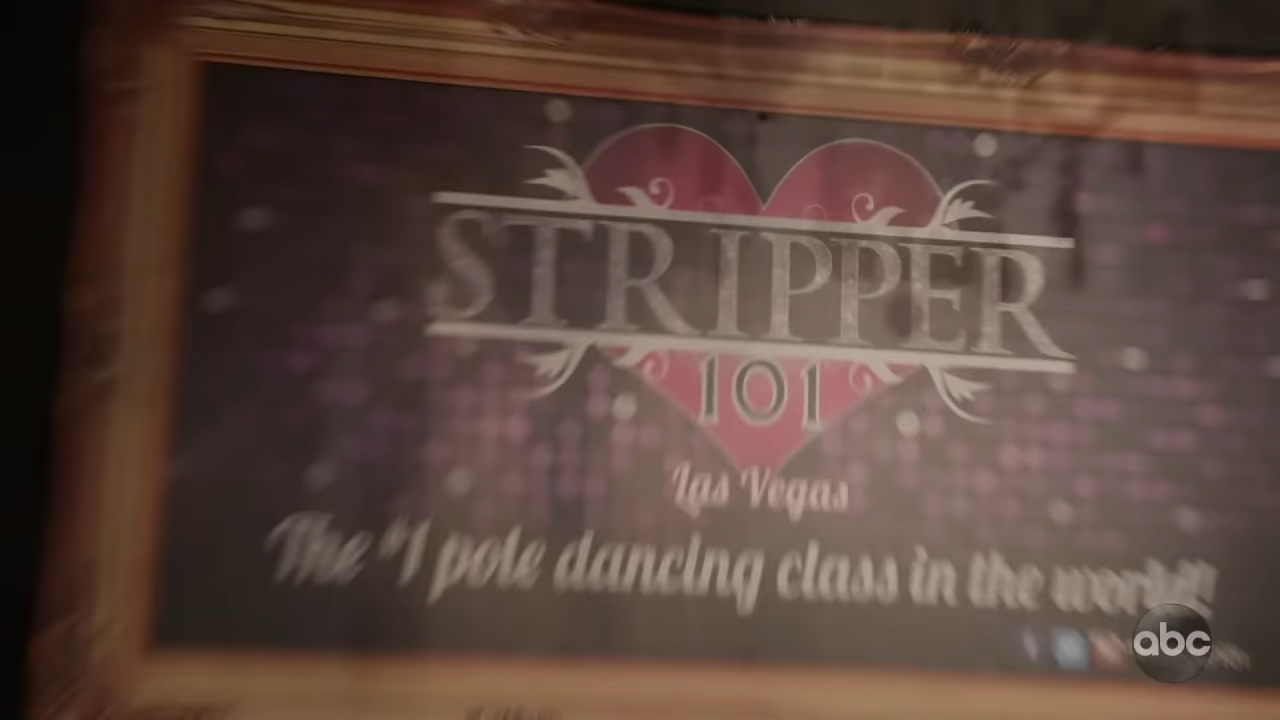 STRIPPER
101
Las Vegas
The #1 pole dancing class in the world!
abc